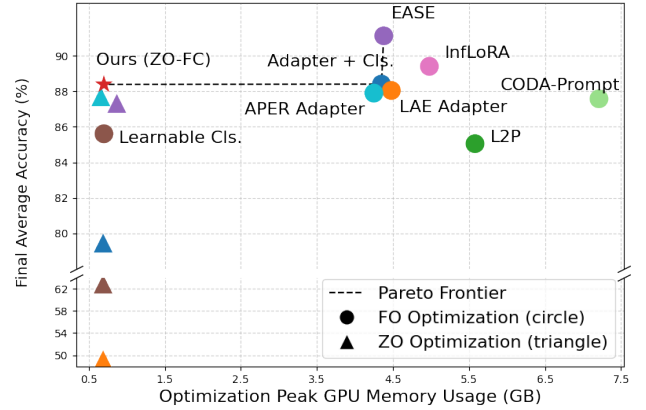 EASE
Ours (ZO-FC)
Adapter + Cls.
InfLoRA
CODA-Prompt
APER Adapter
LAE Adapter
Learnable Cls.
L2P
Final Average Accuracy (%)
90
88
86
84
82
80
62
58
54
50
Pareto Frontier
FO Optimization (circle)
ZO Optimization (triangle)
0.5 1.5 2.5 3.5 4.5 5.5 6.5 7.5
Optimization Peak GPU Memory Usage (GB)